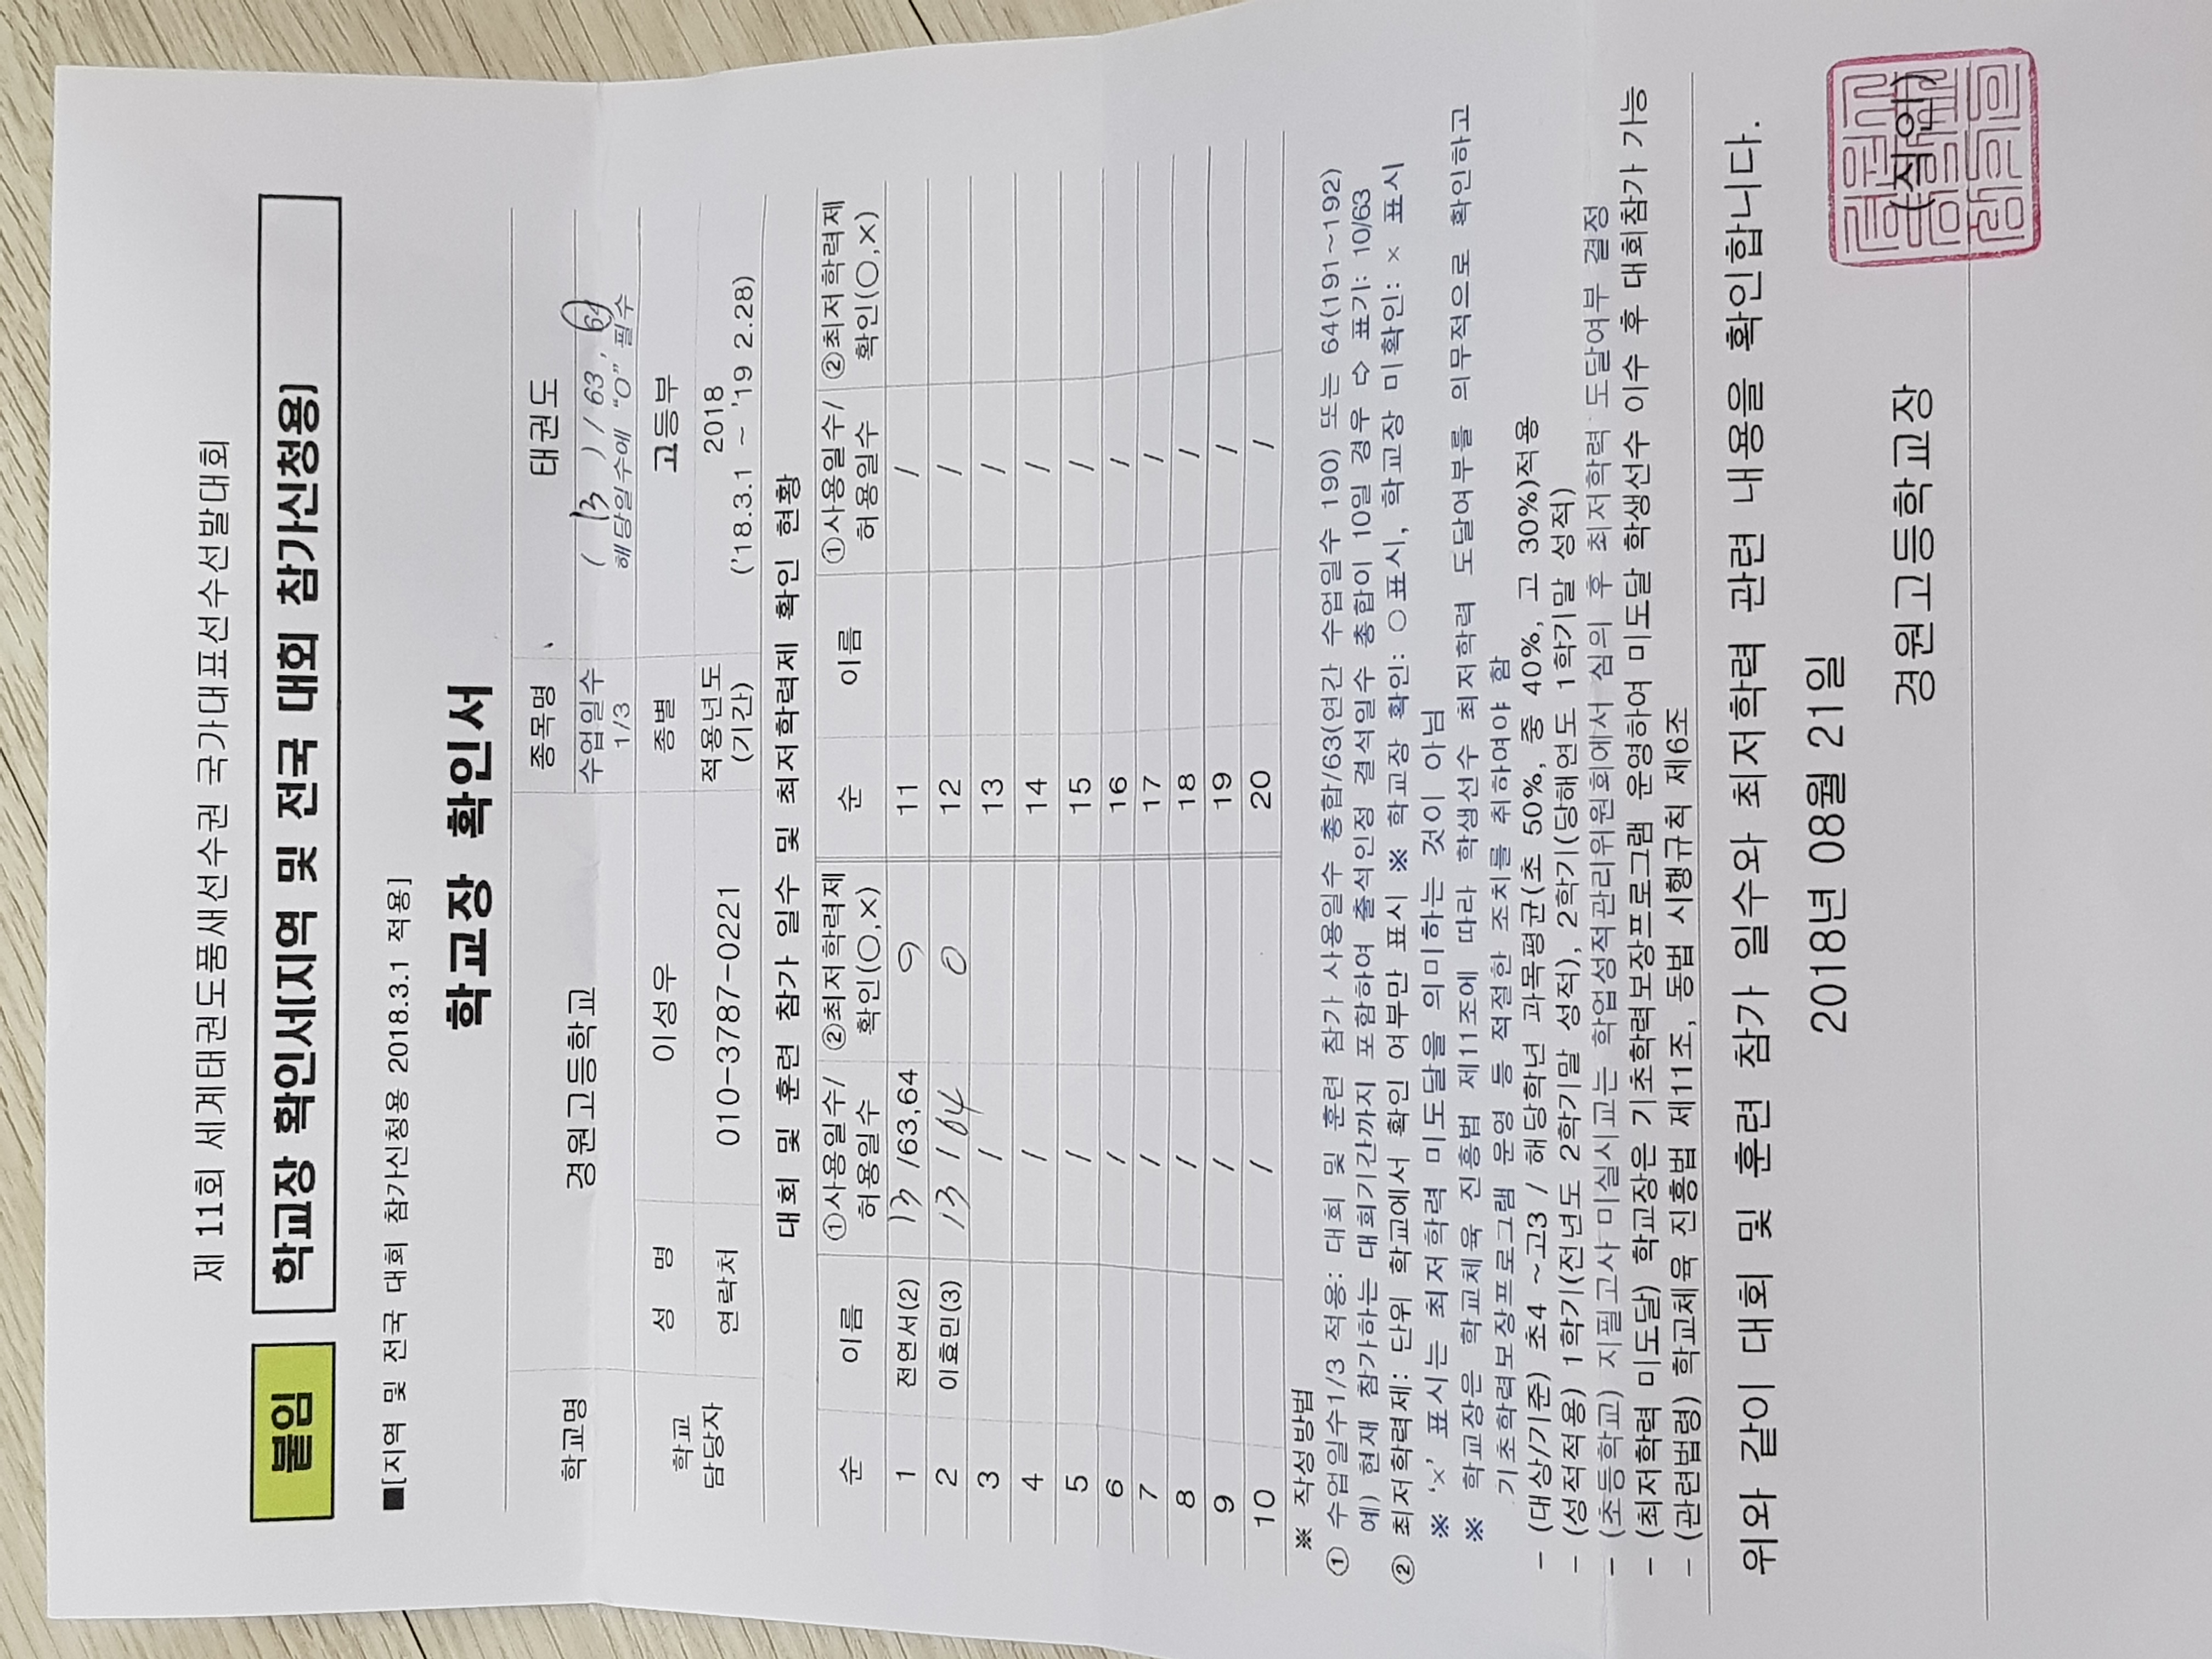 제 11회 세계태권도품새선수권 국가대표선수선발대회
붙임 학교장 확인서(지역 및 전국 대회 참가신청용)
■[지역 및 전국 대회 참가신청용 2018.3.1 적용]
학교장 확인서
학교명 경원고등학교 종목명 태권도
수업일수 1/3 ( 13 ) / 63, 64
해당일수에 "O" 필수
학교 담당자 성 명 이성우 종별 고등부
연락처 010-3787-0221 적용년도 (기간) 2018
('18.3.1 ~ '19 2.28)
대회 및 훈련 참가 일수 및 최저학력제 확인 현황
순 이름 ①사용일수/ 허용일수 ②최저학력제 확인(○,×) 순 이름 ①사용일수/ 허용일수 ②최저학력제 확인(○,×)
1 전연서(2) 13 /63,64 11 /
2 이효민(3) 13 / 64 0 12 /
3 / 13 /
4 / 14 /
5 / 15 /
6 / 16 /
7 / 17 /
8 / 18 /
9 / 19 /
10 / 20 /
※ 작성방법
① 수업일수1/3 적용: 대회 및 훈련 참가 사용일수 총합/63(연간 수업일수 190) 또는 64(191~192)
예) 현재 참가하는 대회기간까지 포함하여 출석인정 결석일수 총합이 10일 경우 ⇨ 표기: 10/63
② 최저학력제: 단위 학교에서 확인 여부만 표시 ※ 학교장 확인: ○표시, 학교장 미확인: × 표시
※ '×' 표시는 최저학력 미도달을 의미하는 것이 아님
※ 학교장은 학교체육 진흥법 제11조에 따라 학생선수 최저학력 도달여부를 의무적으로 확인하고
기초학력보장프로그램 운영 등 적절한 조치를 취하여야 함
- (대상/기준) 초4 ~고3 / 해당학년 과목평균(초 50%, 중 40%, 고 30%)적용
- (성적적용) 1학기(전년도 2학기말 성적), 2학기(당해연도 1학기말 성적)
- (초등학교) 지필고사 미실시교는 학업성적관리위원회에서 심의 후 최저학력 도달여부 결정
- (최저학력 미도달) 학교장은 기초학력보장프로그램 운영하여 미도달 학생선수 이수 후 대회참가 가능
- (관련법령) 학교체육 진흥법 제11조, 동법 시행규칙 제6조
위와 같이 대회 및 훈련 참가 일수와 최저학력 관련 내용을 확인합니다.
2018년 08월 21일
경원고등학교장 (직인)